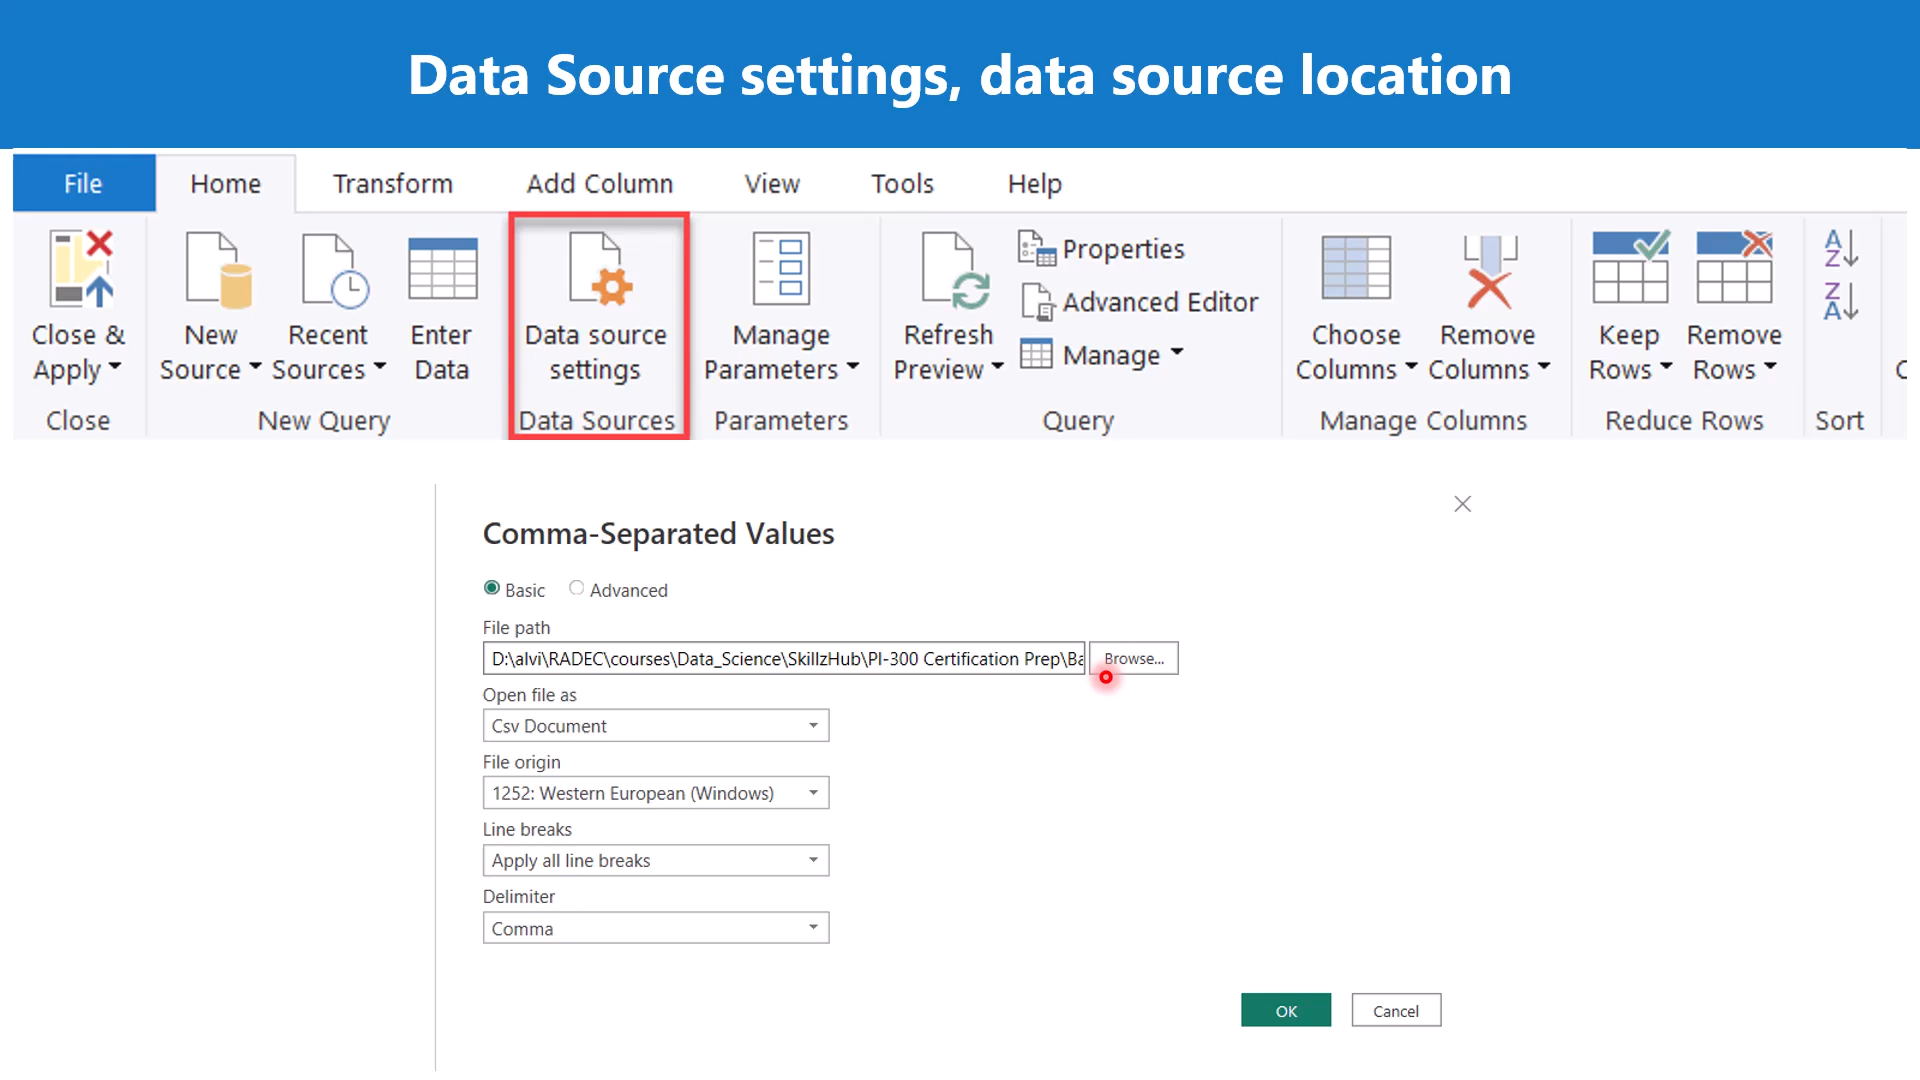 Data Source settings, data source location
File Home Transform Add Column View Tools Help
Close & Apply
New Source
Recent Sources
Enter Data
Data source settings
Manage Parameters
Refresh Preview
Properties
Advanced Editor
Manage
Choose Columns
Remove Columns
Keep Rows
Remove Rows
A
Z
Z
A
Close
New Query
Data Sources
Parameters
Query
Manage Columns
Reduce Rows
Sort
Comma-Separated Values
Basic Advanced
File path
D:\alvi\RADEC\courses\Data_Science\SkillzHub\PI-300 Certification Prep\Ba
Browse...
Open file as
Csv Document
File origin
1252: Western European (Windows)
Line breaks
Apply all line breaks
Delimiter
Comma
OK Cancel